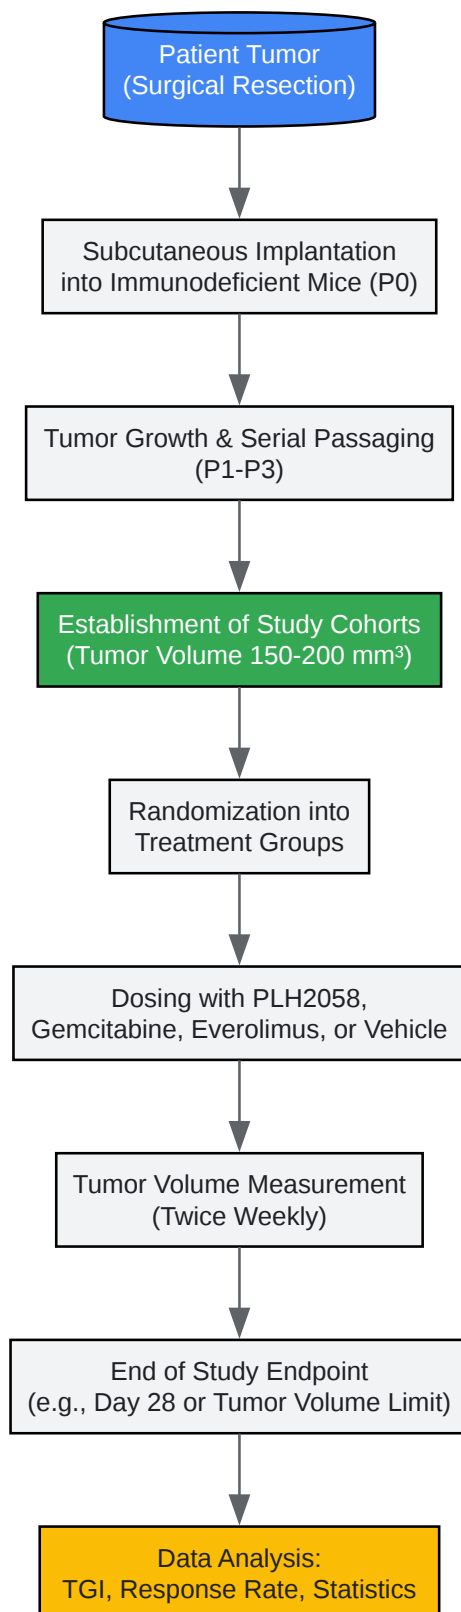 Patient Tumor
(Surgical Resection)
Subcutaneous Implantation
into Immunodeficient Mice (P0)
Tumor Growth & Serial Passaging
(P1-P3)
Establishment of Study Cohorts
(Tumor Volume 150-200 mm³)
Randomization into
Treatment Groups
Dosing with PLH2058,
Gemcitabine, Everolimus, or Vehicle
Tumor Volume Measurement
(Twice Weekly)
End of Study Endpoint
(e.g., Day 28 or Tumor Volume Limit)
Data Analysis:
TGI, Response Rate, Statistics